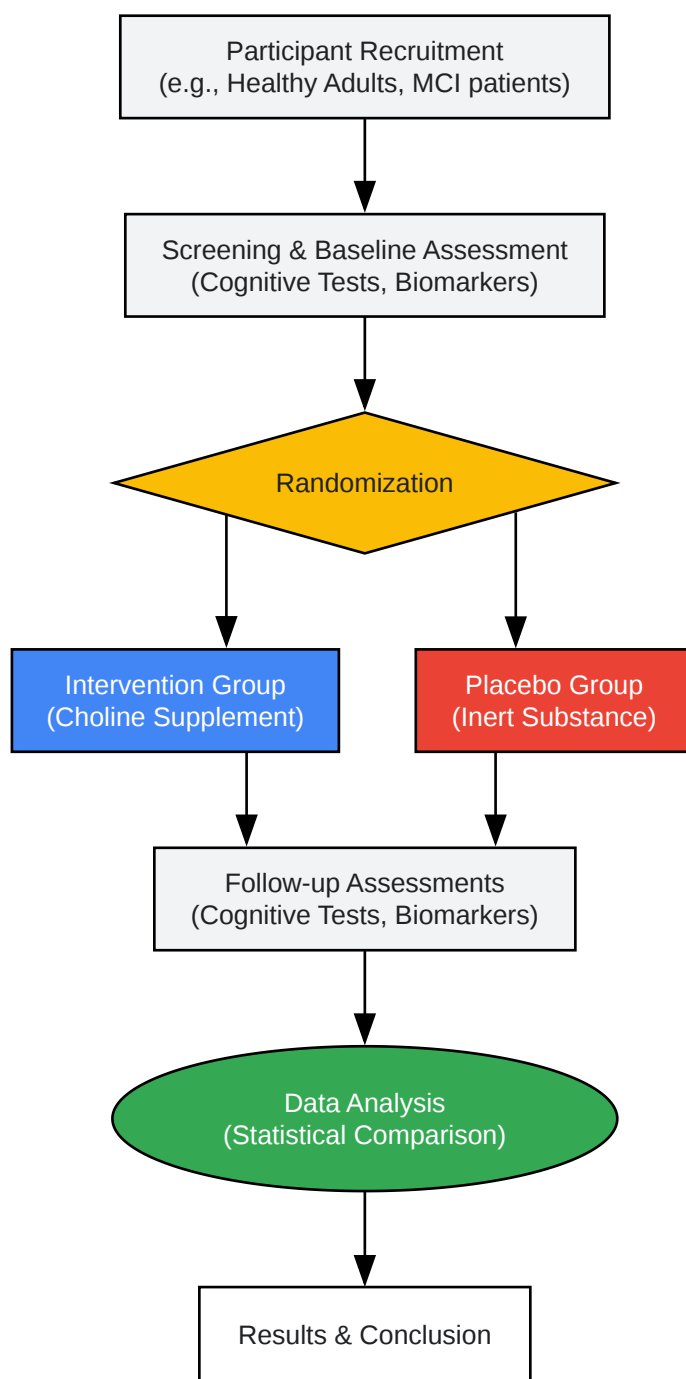 Participant Recruitment
(e.g., Healthy Adults, MCI patients)
Screening & Baseline Assessment
(Cognitive Tests, Biomarkers)
Randomization
Intervention Group
(Choline Supplement)
Placebo Group
(Inert Substance)
Follow-up Assessments
(Cognitive Tests, Biomarkers)
Data Analysis
(Statistical Comparison)
Results & Conclusion